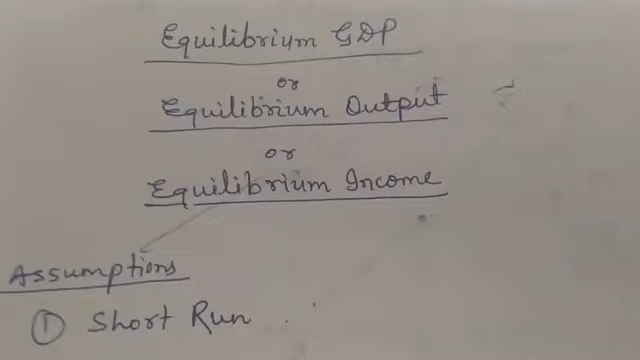 Equilibrium GDP
or
Equilibrium Output
or
Equilibrium Income
Assumptions
① Short Run